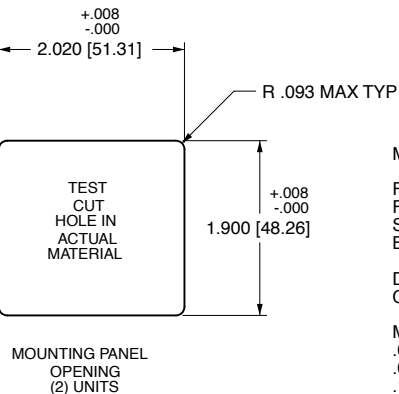 +.008
-.000
2.020 [51.31]
R .093 MAX TYP
TEST
CUT
HOLE IN
ACTUAL
MATERIAL
+.008
-.000
1.900 [48.26]
MOUNTING PANEL
OPENING
(2) UNITS